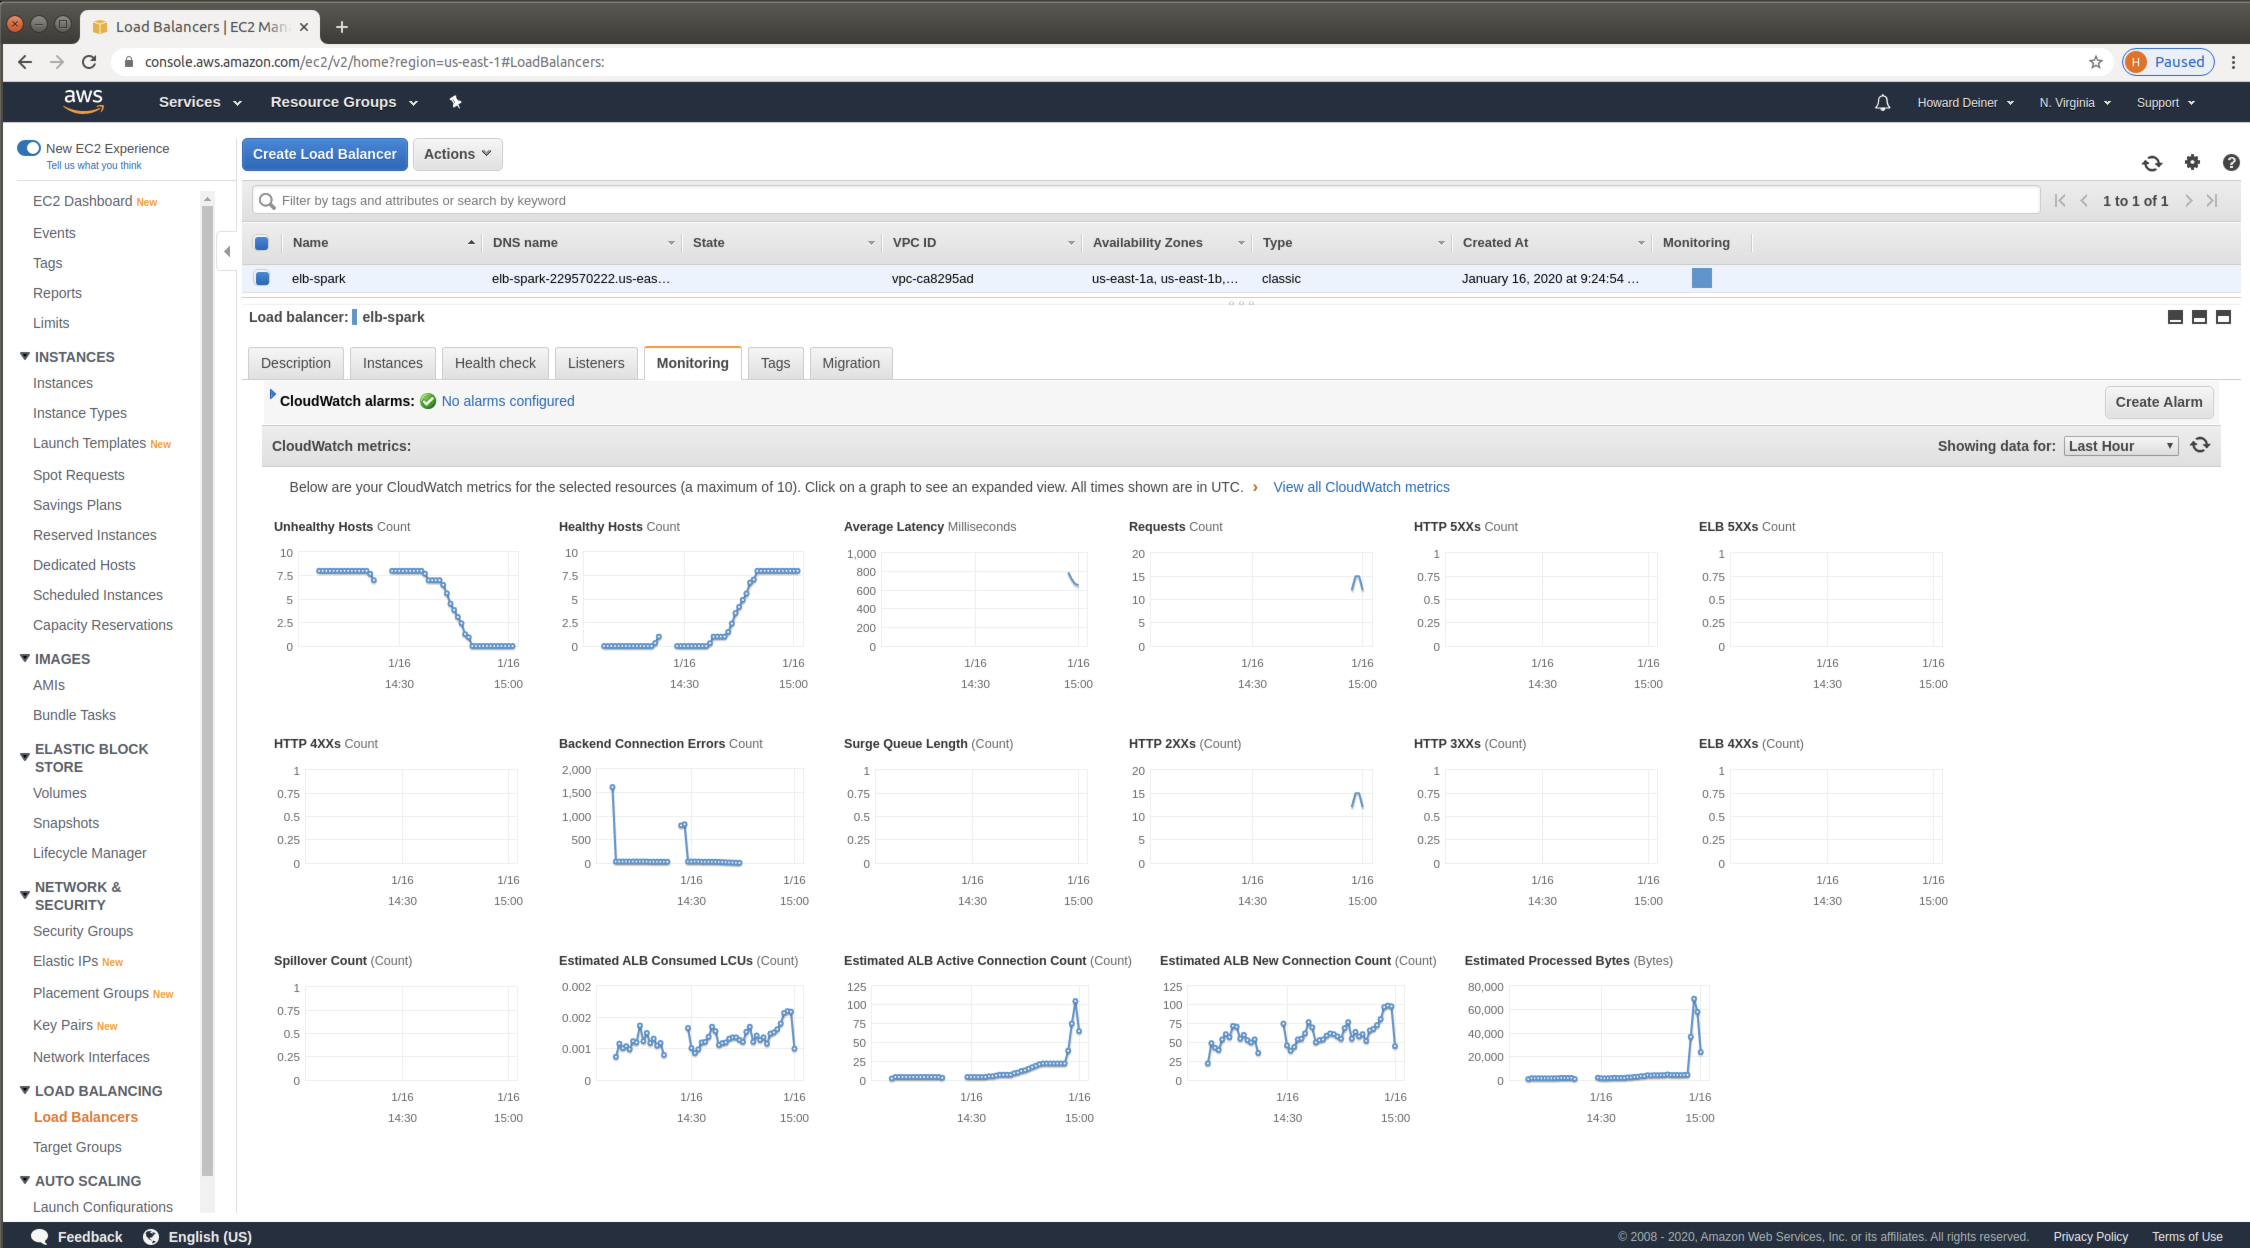 Load Balancers | EC2 Man
console.aws.amazon.com/ec2/v2/home?region=us-east-1#LoadBalancers:
H Paused
aws Services Resource Groups Howard Deiner N. Virginia Support
New EC2 Experience
Tell us what you think
EC2 Dashboard New
Events
Tags
Reports
Limits
INSTANCES
Instances
Instance Types
Launch Templates New
Spot Requests
Savings Plans
Reserved Instances
Dedicated Hosts
Scheduled Instances
Capacity Reservations
IMAGES
AMIs
Bundle Tasks
ELASTIC BLOCK
STORE
Volumes
Snapshots
Lifecycle Manager
NETWORK &
SECURITY
Security Groups
Elastic IPs New
Placement Groups New
Key Pairs New
Network Interfaces
LOAD BALANCING
Load Balancers
Target Groups
AUTO SCALING
Launch Configurations
Create Load Balancer Actions
Filter by tags and attributes or search by keyword 1 to 1 of 1
Name DNS name State VPC ID Availability Zones Type Created At Monitoring
elb-spark elb-spark-229570222.us-eas... vpc-ca8295ad us-east-1a, us-east-1b,... classic January 16, 2020 at 9:24:54 ...
Load balancer: elb-spark
Description Instances Health check Listeners Monitoring Tags Migration
CloudWatch alarms: No alarms configured Create Alarm
CloudWatch metrics: Showing data for: Last Hour
Below are your CloudWatch metrics for the selected resources (a maximum of 10). Click on a graph to see an expanded view. All times shown are in UTC. › View all CloudWatch metrics
Unhealthy Hosts Count
10
7.5
5
2.5
0
1/16 1/16
14:30 15:00
Healthy Hosts Count
10
7.5
5
2.5
0
1/16 1/16
14:30 15:00
Average Latency Milliseconds
1,000
800
600
400
200
0
1/16 1/16
14:30 15:00
Requests Count
20
15
10
5
0
1/16 1/16
14:30 15:00
HTTP 5XXs Count
1
0.75
0.5
0.25
0
1/16 1/16
14:30 15:00
ELB 5XXs Count
1
0.75
0.5
0.25
0
1/16 1/16
14:30 15:00
HTTP 4XXs Count
1
0.75
0.5
0.25
0
1/16 1/16
14:30 15:00
Backend Connection Errors Count
2,000
1,500
1,000
500
0
1/16 1/16
14:30 15:00
Surge Queue Length (Count)
1
0.75
0.5
0.25
0
1/16 1/16
14:30 15:00
HTTP 2XXs (Count)
20
15
10
5
0
1/16 1/16
14:30 15:00
HTTP 3XXs (Count)
1
0.75
0.5
0.25
0
1/16 1/16
14:30 15:00
ELB 4XXs (Count)
1
0.75
0.5
0.25
0
1/16 1/16
14:30 15:00
Spillover Count (Count)
1
0.75
0.5
0.25
0
1/16 1/16
14:30 15:00
Estimated ALB Consumed LCUs (Count)
0.002
0.002
0.001
0
1/16 1/16
14:30 15:00
Estimated ALB Active Connection Count (Count)
125
100
75
50
25
0
1/16 1/16
14:30 15:00
Estimated ALB New Connection Count (Count)
125
100
75
50
25
0
1/16 1/16
14:30 15:00
Estimated Processed Bytes (Bytes)
80,000
60,000
40,000
20,000
0
1/16 1/16
14:30 15:00
Feedback English (US) © 2008 - 2020, Amazon Web Services, Inc. or its affiliates. All rights reserved. Privacy Policy Terms of Use